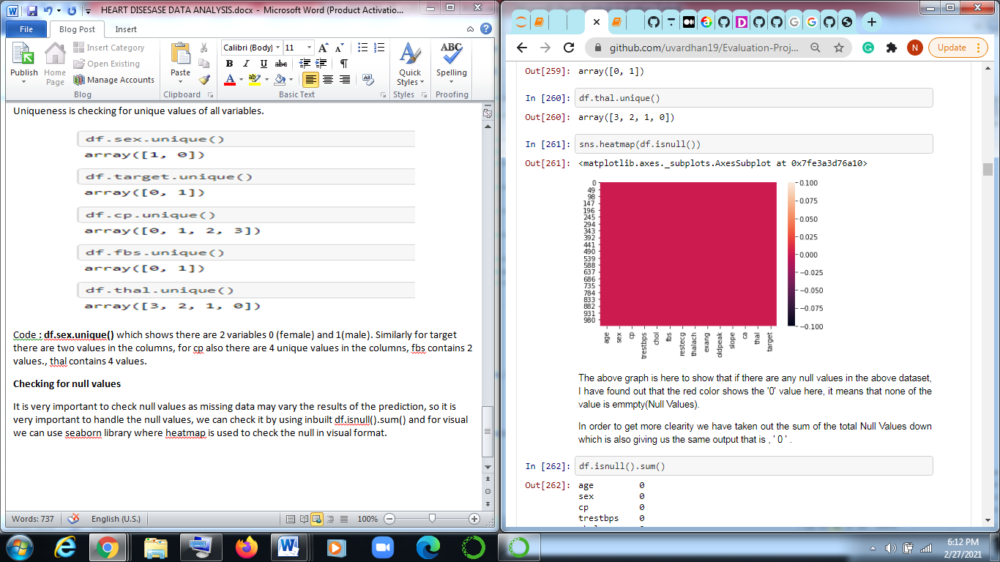 HEART DISESASE DATA ANALYSIS.docx - Microsoft Word (Product Activatio...
File
Blog Post
Insert
Publish
Home Page
Insert Category
Open Existing
Manage Accounts
Blog
Paste
Clipboard
Calibri (Body)
11
B I U abc
Basic Text
Quick Styles
Styles
ABC
Spelling
Proofing
Uniqueness is checking for unique values of all variables.
df.sex.unique()
array([1, 0])
df.target.unique()
array([0, 1])
df.cp.unique()
array([0, 1, 2, 3])
df.fbs.unique()
array([0, 1])
df.thal.unique()
array([3, 2, 1, 0])
Code : df.sex.unique() which shows there are 2 variables 0 (female) and 1(male). Similarly for target
there are two values in the columns, for cp also there are 4 unique values in the columns, fbs contains 2
values., thal contains 4 values.
Checking for null values
It is very important to check null values as missing data may vary the results of the prediction, so it is
very important to handle the null values, we can check it by using inbuilt df.isnull().sum() and for visual
we can use seaborn library where heatmap is used to check the null in visual format.
Words: 737
English (U.S.)
100%
github.com/uvardhan19/Evaluation-Proj...
N
Update
Out[259]: array([0, 1])
In [260]: df.thal.unique()
Out[260]: array([3, 2, 1, 0])
In [261]: sns.heatmap(df.isnull())
Out[261]: <matplotlib.axes._subplots.AxesSubplot at 0x7fe3a3d76a10>
0
49
98
147
196
245
294
343
392
441
490
539
588
637
686
735
784
833
882
931
980
age
sex
cp
trestbps
chol
fbs
restecg
thalach
exang
oldpeak
slope
ca
thal
target
0.100
0.075
0.050
0.025
0.000
−0.025
−0.050
−0.075
−0.100
The above graph is here to show that if there are any null values in the above dataset,
I have found out that the red color shows the '0' value here, it means that none of the
value is emmpty(Null Values).
In order to get more clearity we have taken out the sum of the total Null Values down
which is also giving us the same output that is , ' 0 ' .
In [262]: df.isnull().sum()
Out[262]: age 0
sex 0
cp 0
trestbps 0
6:12 PM
2/27/2021